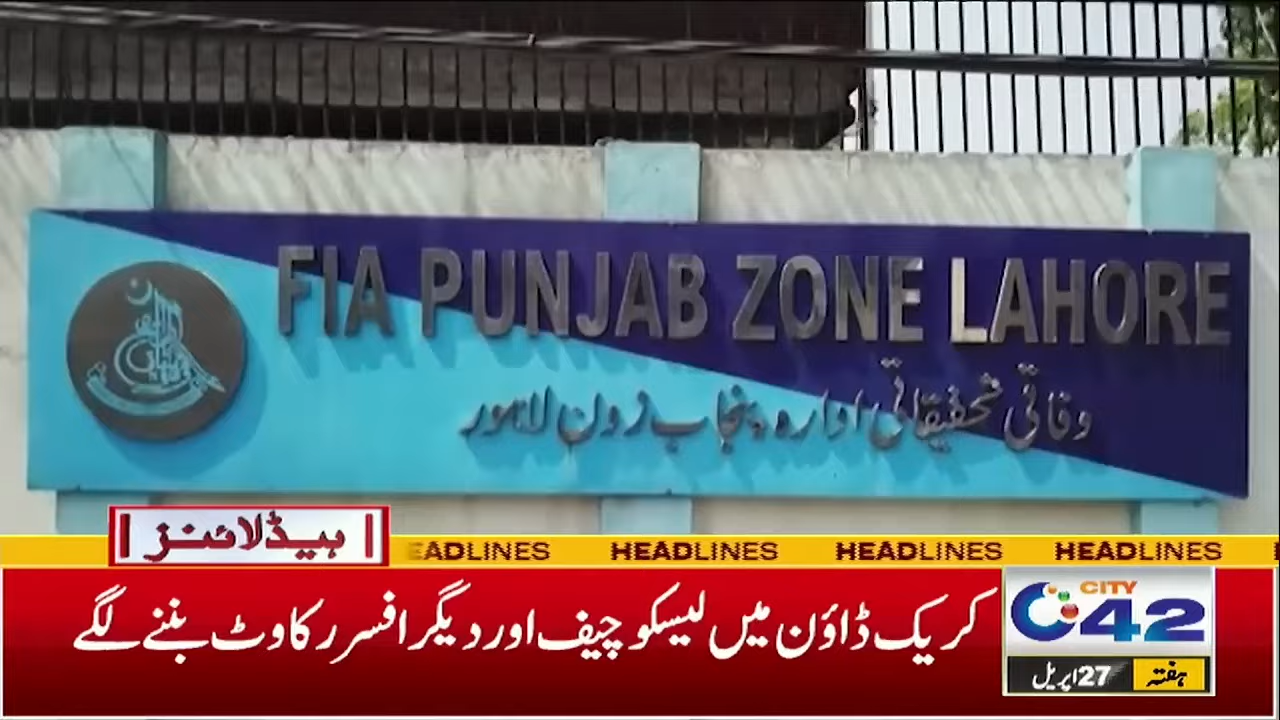 FIA PUNJAB ZONE LAHORE
وفاقی تحقیقاتی ادارہ پنجاب زون لاہور
ہیڈلائنز
EADLINES HEADLINES HEADLINES HEADLINES
کریک ڈاؤن میں لیسکو چیف اور دیگر افسر رکاوٹ بننے لگے
CITY
42
ہفتہ 27 اپریل